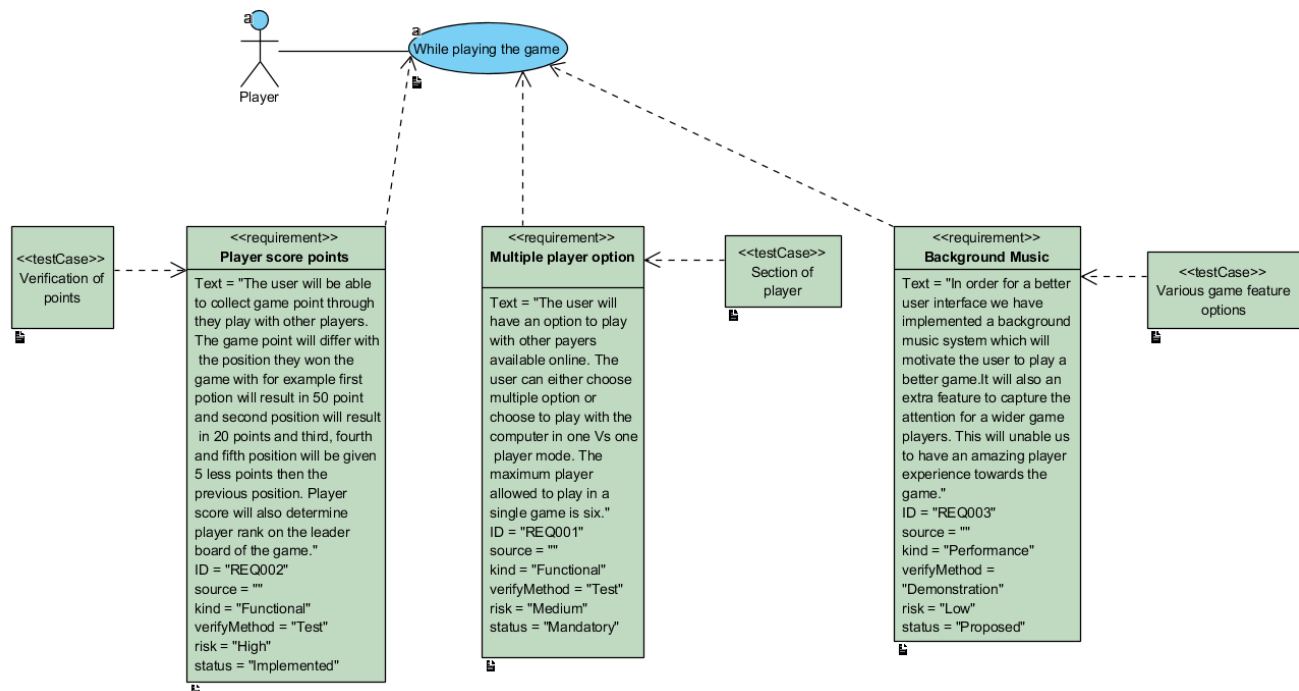 a
a
While playing the game
Player
<<testCase>>
Verification of
points
<<requirement>>
Player score points
Text = "The user will be able
to collect game point through
they play with other players.
The game point will differ with
the position they won the
game with for example first
potion will result in 50 point
and second position will result
in 20 points and third, fourth
and fifth position will be given
5 less points then the
previous position. Player
score will also determine
player rank on the leader
board of the game."
ID = "REQ002"
source = ""
kind = "Functional"
verifyMethod = "Test"
risk = "High"
status = "Implemented"
<<requirement>>
Multiple player option
Text = "The user will
have an option to play
with other payers
available online. The
user can either choose
multiple option or
choose to play with the
computer in one Vs one
player mode. The
maximum player
allowed to play in a
single game is six."
ID = "REQ001"
source = ""
kind = "Functional"
verifyMethod = "Test"
risk = "Medium"
status = "Mandatory"
<<testCase>>
Section of
player
<<requirement>>
Background Music
Text = "In order for a better
user interface we have
implemented a background
music system which will
motivate the user to play a
better game.It will also an
extra feature to capture the
attention for a wider game
players. This will unable us
to have an amazing player
experience towards the
game."
ID = "REQ003"
source = ""
kind = "Performance"
verifyMethod =
"Demonstration"
risk = "Low"
status = "Proposed"
<<testCase>>
Various game feature
options